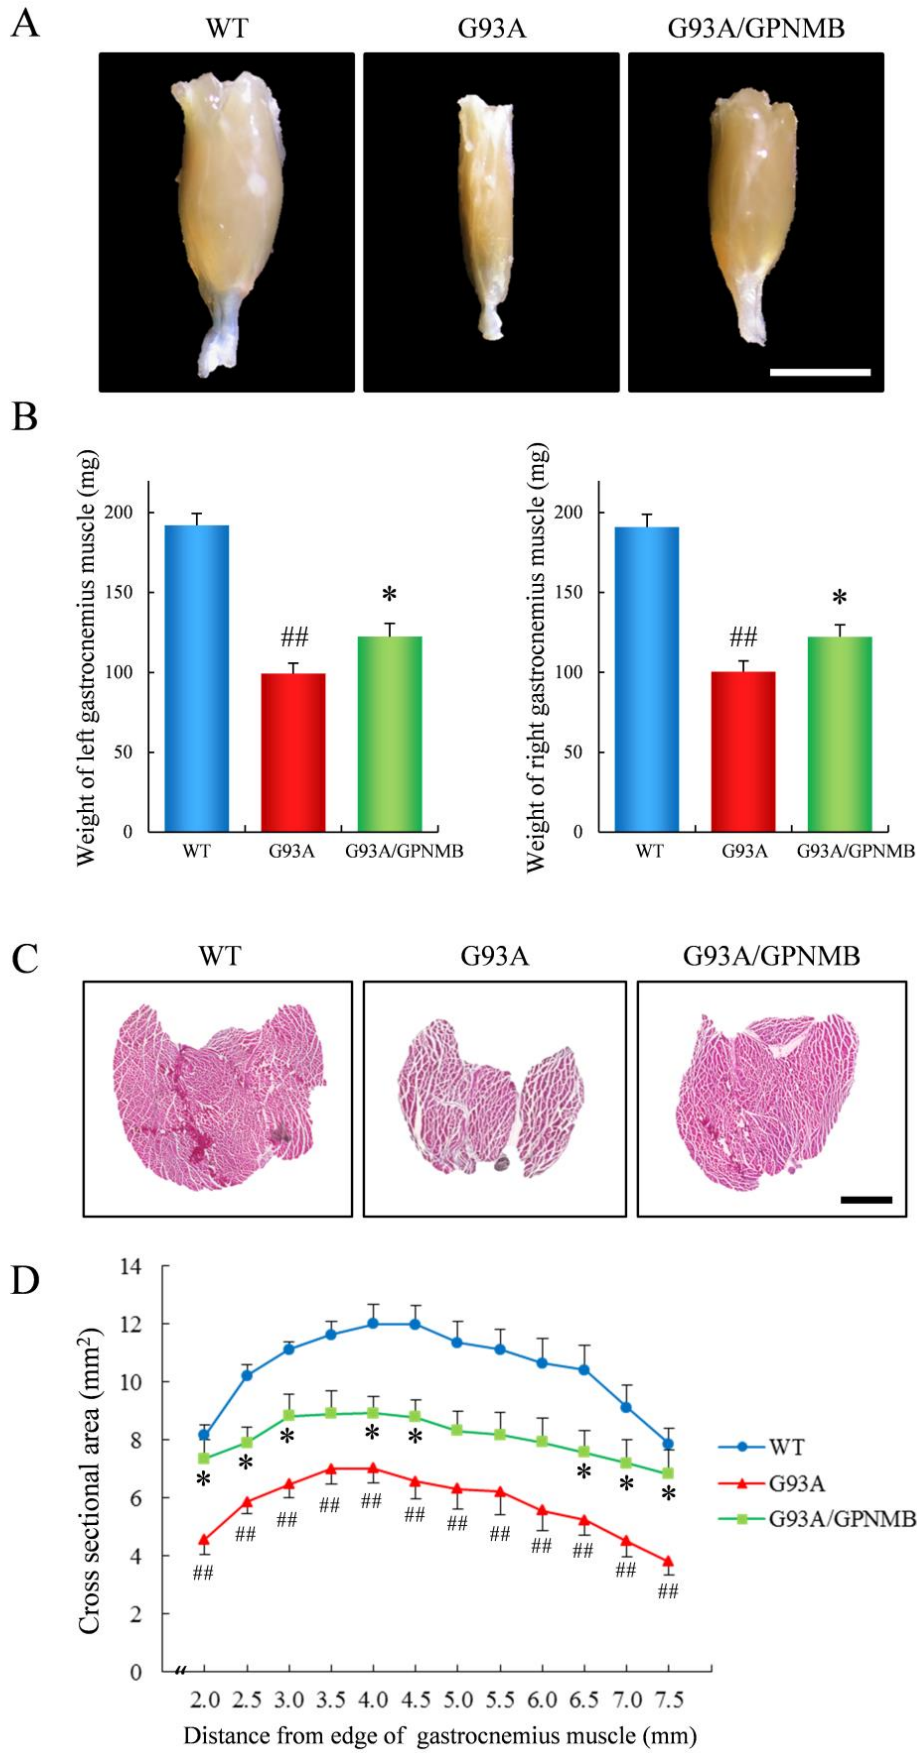 A
WT
G93A
G93A/GPNMB
B
Weight of left gastrocnemius muscle (mg)
200
150
100
50
0
##
*
WT
G93A
G93A/GPNMB
Weight of right gastrocnemius muscle (mg)
200
150
100
50
0
##
*
WT
G93A
G93A/GPNMB
C
WT
G93A
G93A/GPNMB
D
Cross sectional area (mm²)
14
12
10
8
6
4
2
0
* * * * * * * *
## ## ## ## ## ## ## ## ## ## ## ##
2.0 2.5 3.0 3.5 4.0 4.5 5.0 5.5 6.0 6.5 7.0 7.5
Distance from edge of gastrocnemius muscle (mm)
WT
G93A
G93A/GPNMB